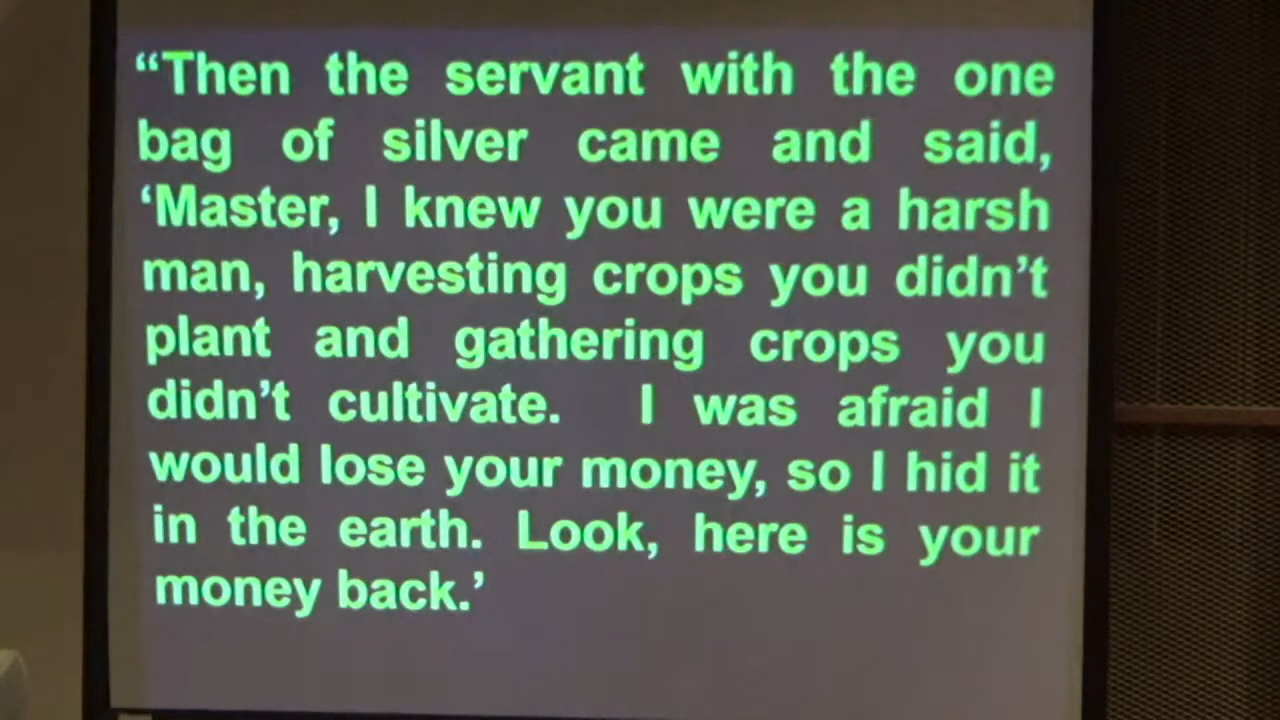 “Then the servant with the one
bag of silver came and said,
‘Master, I knew you were a harsh
man, harvesting crops you didn’t
plant and gathering crops you
didn’t cultivate. I was afraid I
would lose your money, so I hid it
in the earth. Look, here is your
money back.’